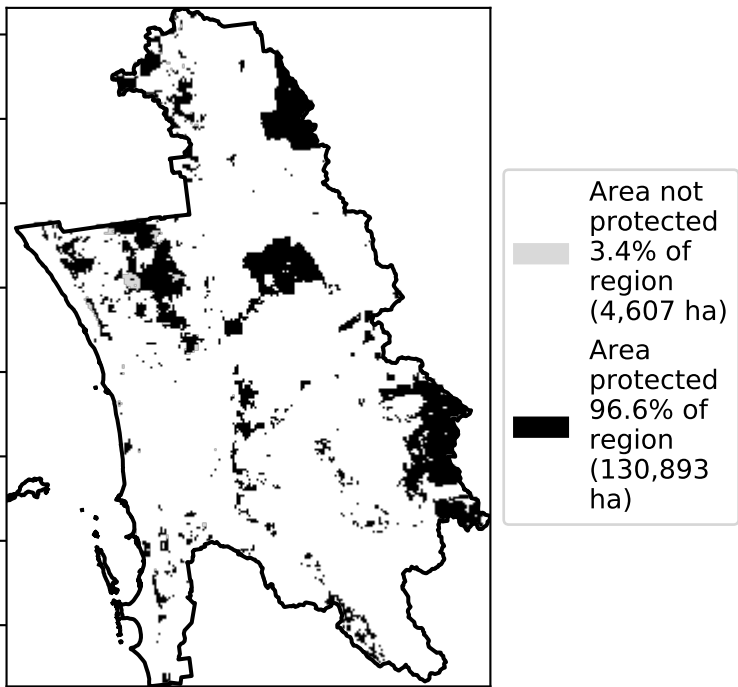 Area not
protected
3.4% of
region
(4,607 ha)
Area
protected
96.6% of
region
(130,893
ha)